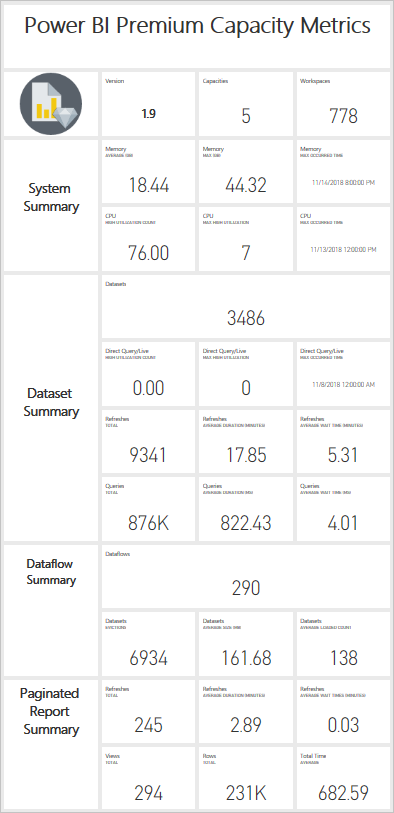 Power BI Premium Capacity Metrics
Version
1.9
Capacities
5
Workspaces
778
System
Summary
Memory
AVERAGE (GB)
18.44
Memory
MAX (GB)
44.32
Memory
MAX OCCURRED TIME
11/14/2018 8:00:00 PM
CPU
HIGH UTILIZATION COUNT
76.00
CPU
MAX HIGH UTILIZATION
7
CPU
MAX OCCURRED TIME
11/13/2018 12:00:00 PM
Dataset
Summary
Datasets
3486
Direct Query/Live
HIGH UTILIZATION COUNT
0.00
Direct Query/Live
MAX HIGH UTILIZATION
0
Direct Query/Live
MAX OCCURRED TIME
11/8/2018 12:00:00 AM
Refreshes
TOTAL
9341
Refreshes
AVERAGE DURATION (MINUTES)
17.85
Refreshes
AVERAGE WAIT TIME (MINUTES)
5.31
Queries
TOTAL
876K
Queries
AVERAGE DURATION (MS)
822.43
Queries
AVERAGE WAIT TIME (MS)
4.01
Dataflow
Summary
Dataflows
290
Datasets
EVICTIONS
6934
Datasets
AVERAGE SIZE (MB)
161.68
Datasets
AVERAGE LOADED COUNT
138
Paginated
Report
Summary
Refreshes
TOTAL
245
Refreshes
AVERAGE DURATION (MINUTES)
2.89
Refreshes
AVERAGE WAIT TIMES (MINUTES)
0.03
Views
TOTAL
294
Rows
TOTAL
231K
Total Time
AVERAGE
682.59